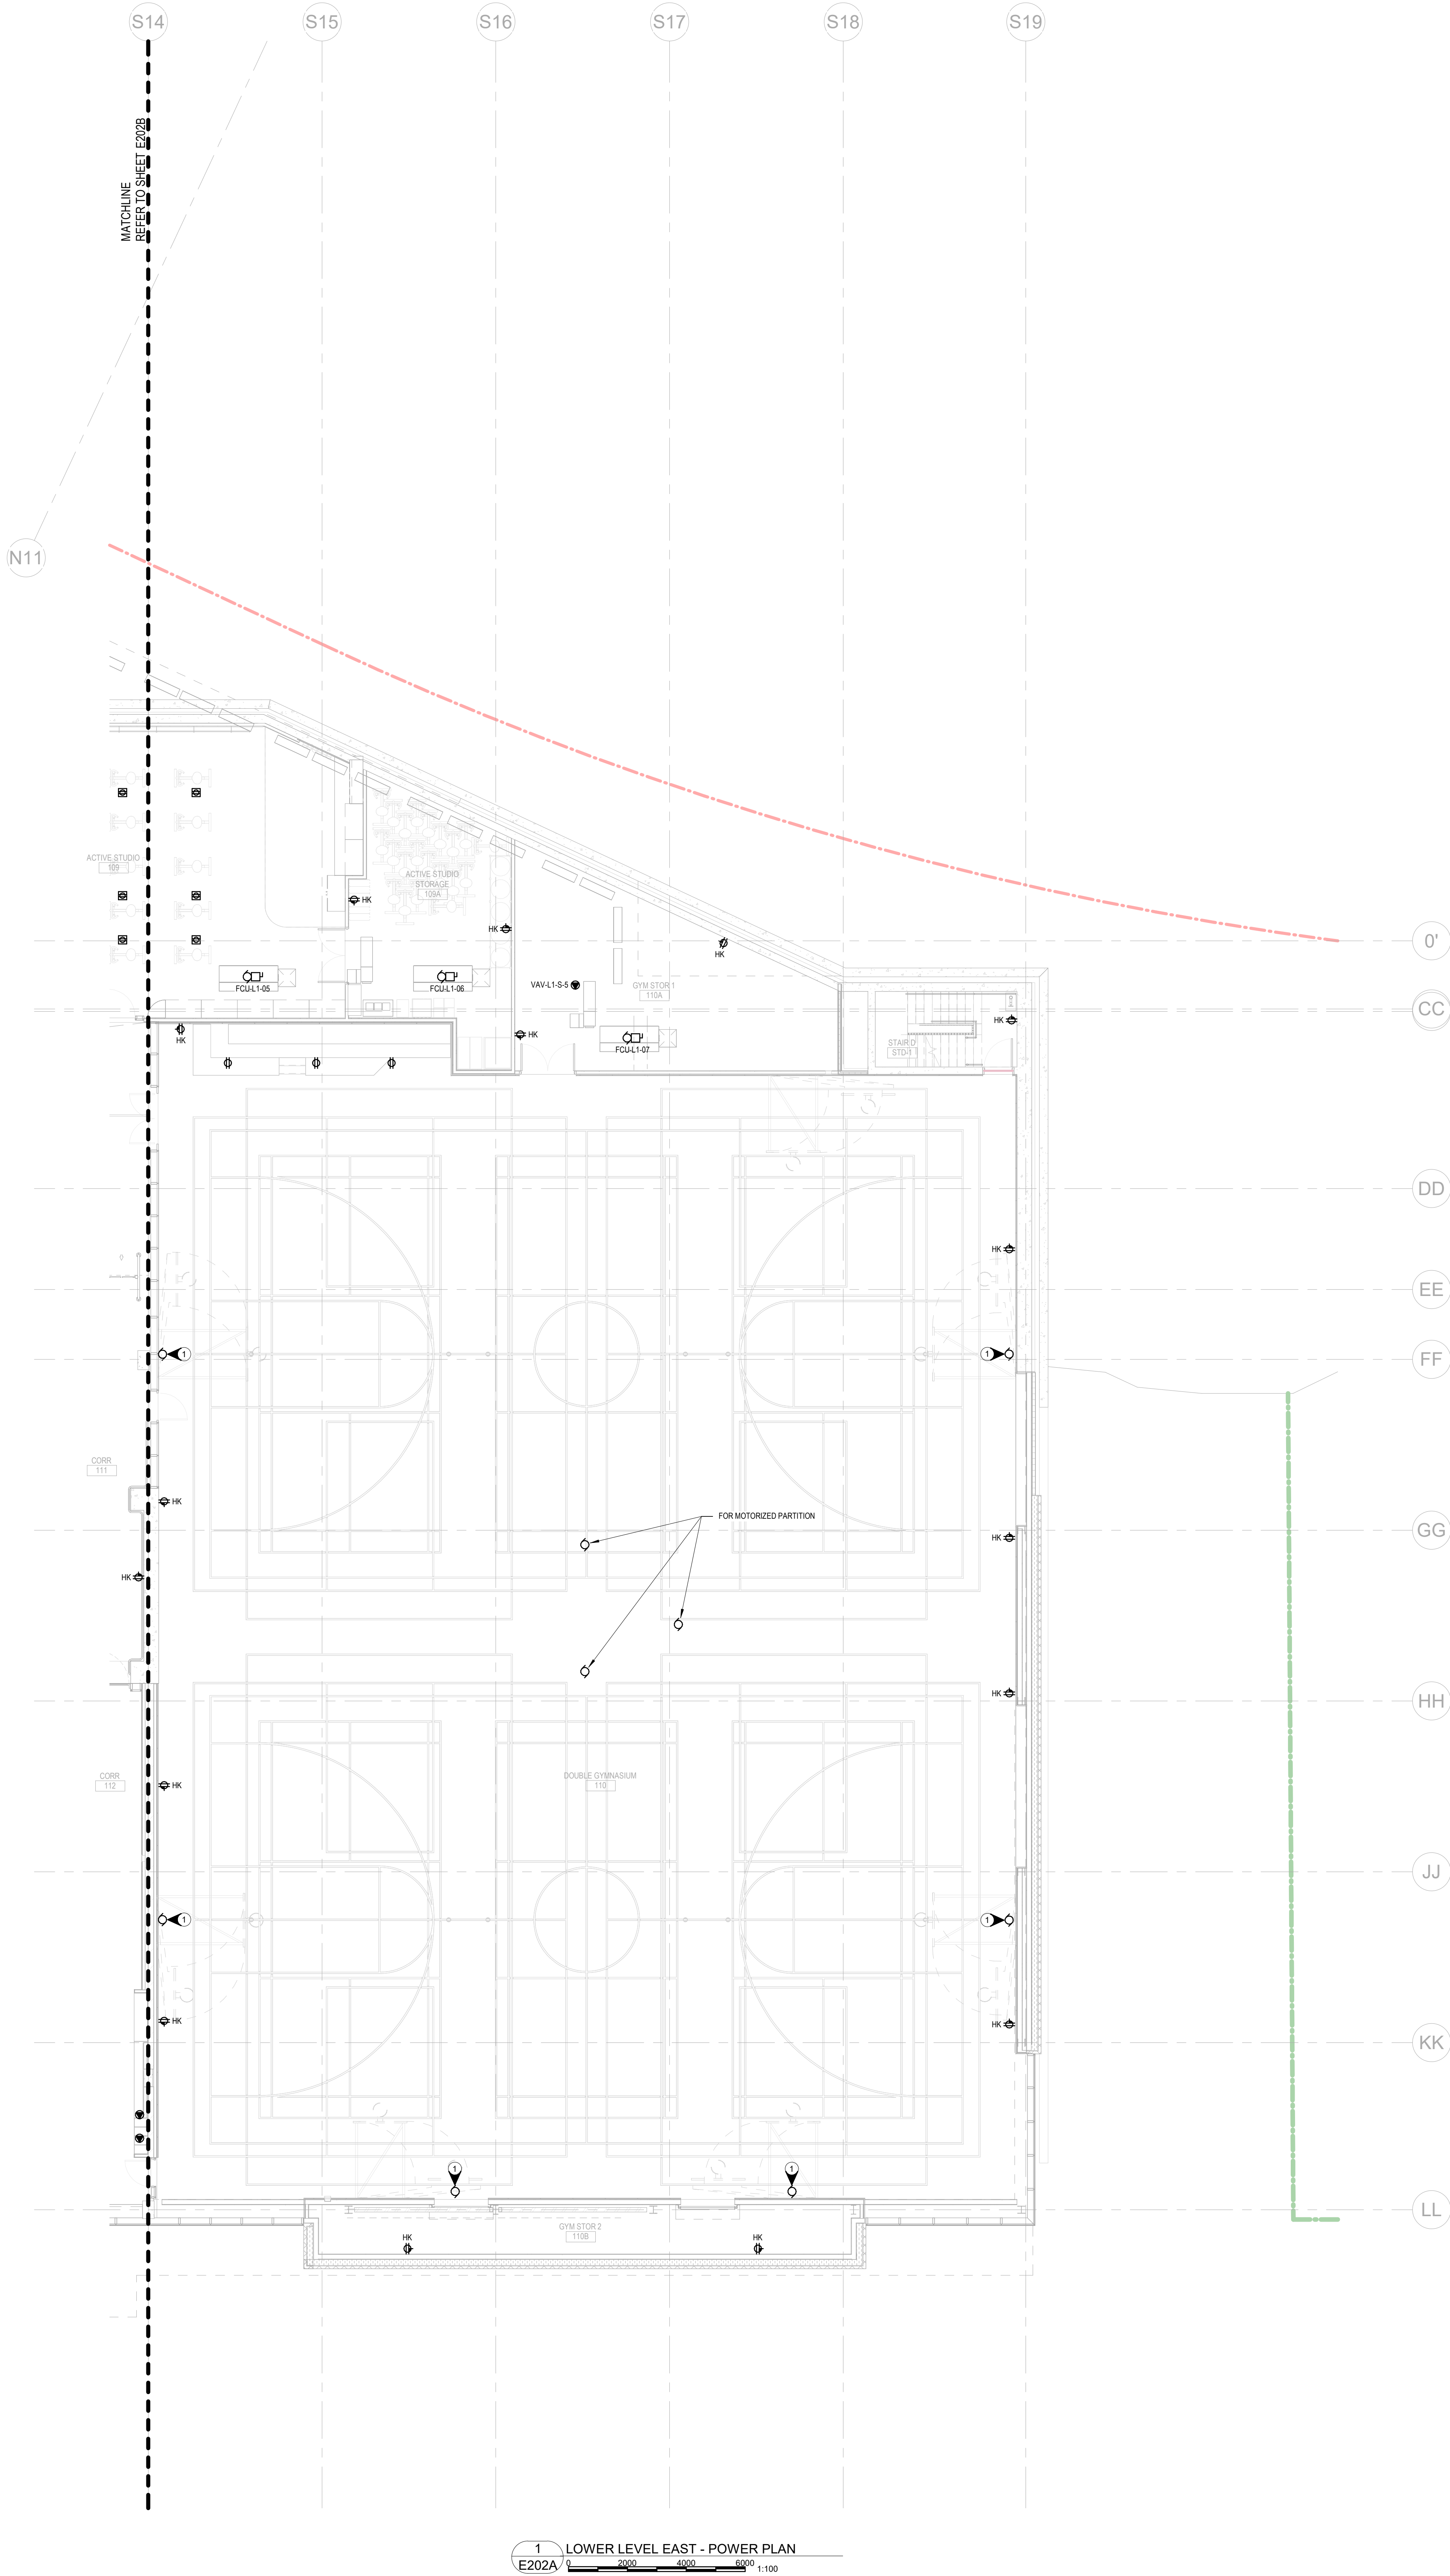 S14
S15
S16
S17
S18
S19
MATCHLINE
REFER TO SHEET E202B
N11
ACTIVE STUDIO
109
ACTIVE STUDIO
STORAGE
109A
HK
HK
0'
HK
FCU-L1-05
FCU-L1-06
VAV-L1-S-5
GYM STOR 1
110A
CC
HK
HK
HK
STAIR D
STD-1
FCU-L1-07
DD
HK
EE
1
1
FF
CORR
111
HK
FOR MOTORIZED PARTITION
GG
HK
HK
HK
HH
CORR
112
HK
DOUBLE GYMNASIUM
110
JJ
1
1
HK
HK
KK
1
1
LL
GYM STOR 2
110B
HK
HK
1
E202A
LOWER LEVEL EAST - POWER PLAN
0 2000 4000 6000
1:100